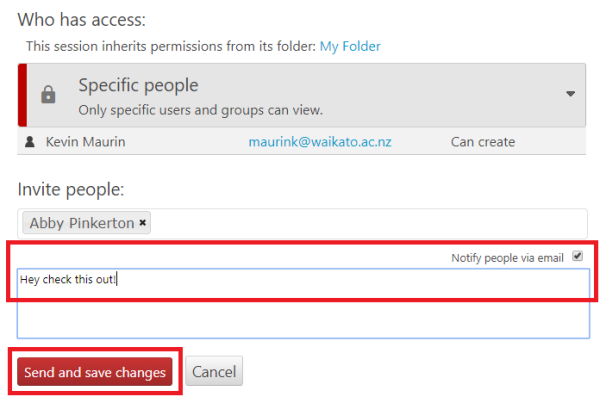 Who has access:
This session inherits permissions from its folder: My Folder
Specific people
Only specific users and groups can view.
Kevin Maurin maurink@waikato.ac.nz Can create
Invite people:
Abby Pinkerton ✖
Notify people via email
Hey check this out!
Send and save changes Cancel